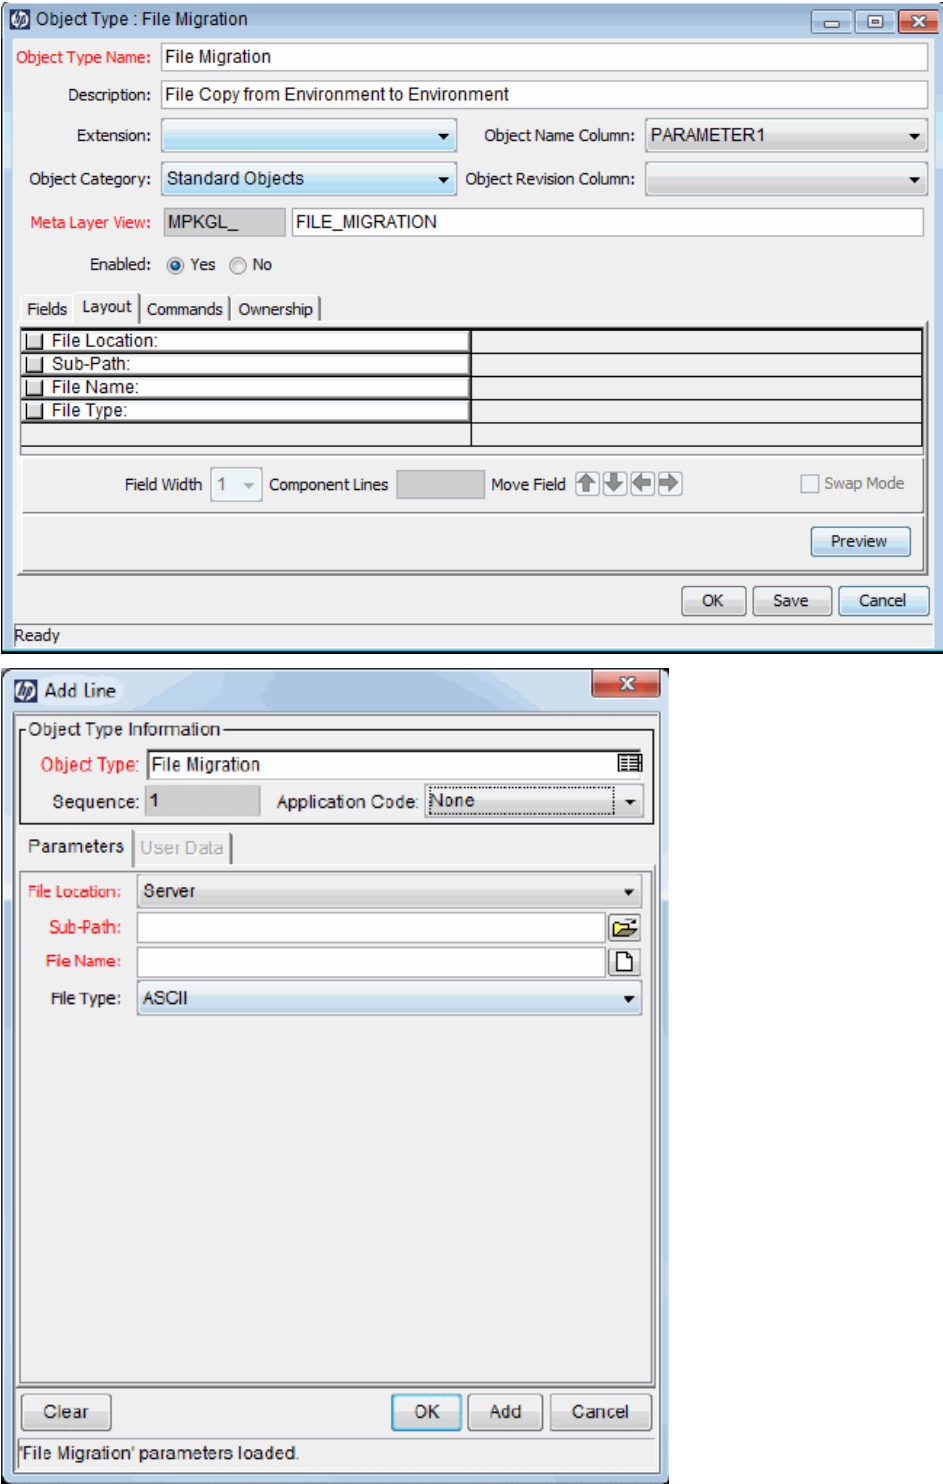 Object Type : File Migration
Object Type Name: File Migration
Description: File Copy from Environment to Environment
Extension: Object Name Column: PARAMETER1
Object Category: Standard Objects Object Revision Column:
Meta Layer View: MPKGL_ FILE_MIGRATION
Enabled: Yes No
Fields Layout Commands Ownership
File Location:
Sub-Path:
File Name:
File Type:
Field Width 1 Component Lines Move Field Swap Mode
Preview
OK Save Cancel
Ready
hp Add Line
Object Type Information
Object Type: File Migration
Sequence: 1 Application Code: None
Parameters User Data
File Location: Server
Sub-Path:
File Name:
File Type: ASCII
Clear OK Add Cancel
'File Migration' parameters loaded.